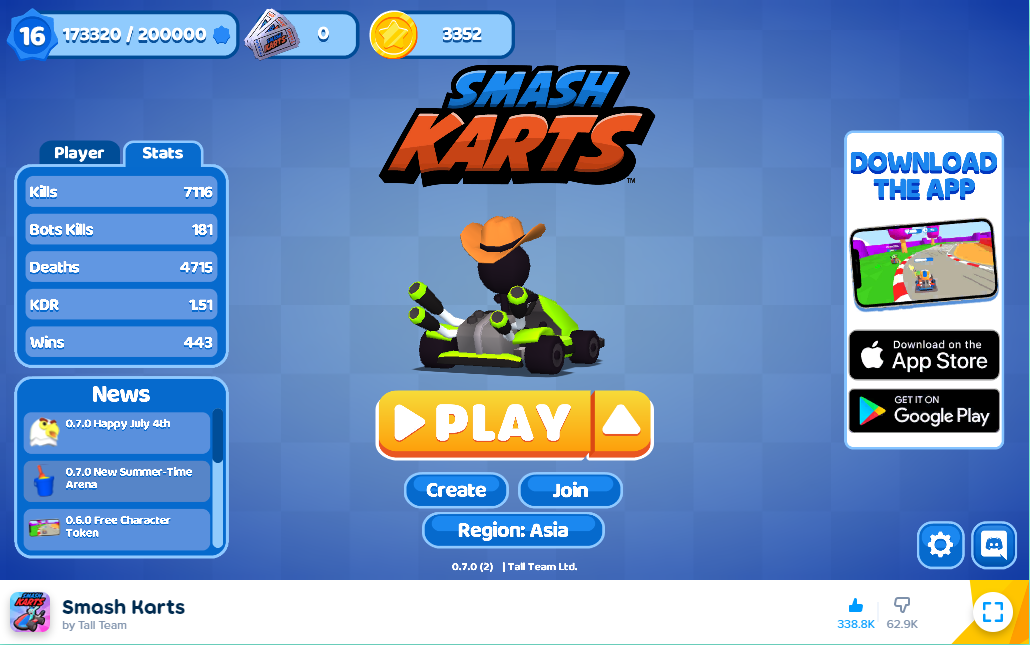 16
173320 / 200000
0
3352
SMASH
KARTS
TM
Player
Stats
Kills 7116
Bots Kills 181
Deaths 4715
KDR 1.51
Wins 443
News
0.7.0 Happy July 4th
0.7.0 New Summer-Time
Arena
0.6.0 Free Character
Token
DOWNLOAD
THE APP
Download on the
App Store
GET IT ON
Google Play
PLAY
Create
Join
Region: Asia
0.7.0 (2) | Tall Team Ltd.
Smash Karts
by Tall Team
338.8K
62.9K